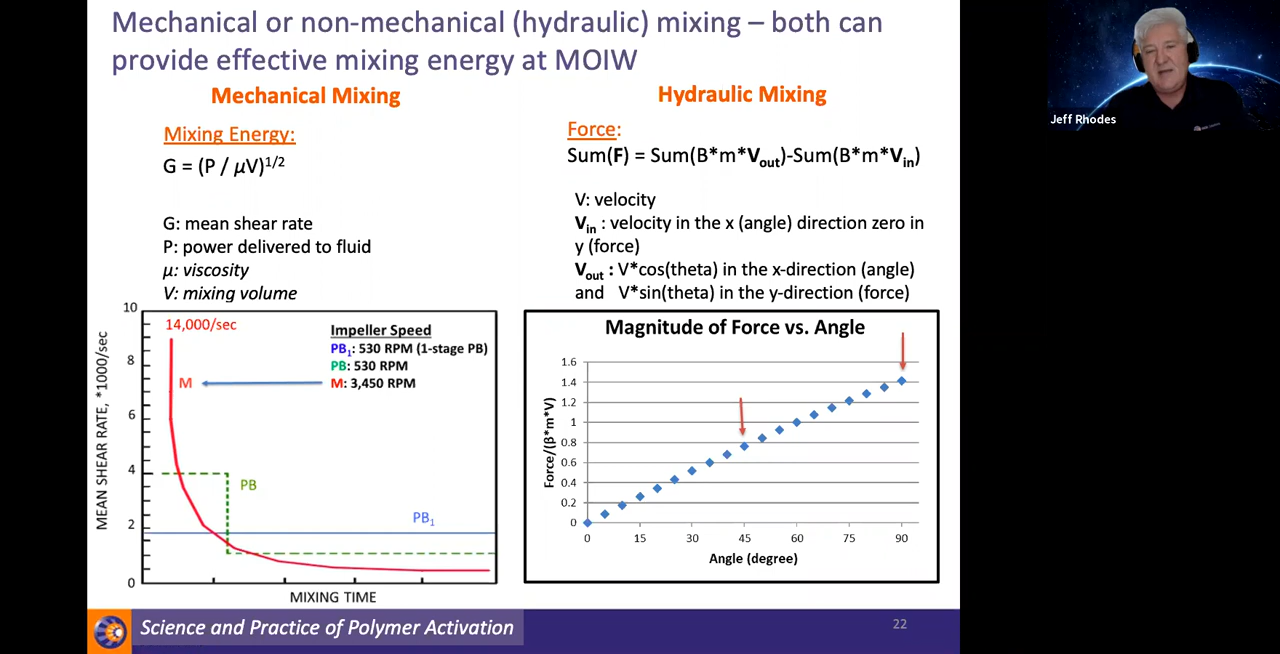 Mechanical or non-mechanical (hydraulic) mixing – both can
provide effective mixing energy at MOIW
Mechanical Mixing
Mixing Energy:
G = (P / μV)^1/2
G: mean shear rate
P: power delivered to fluid
μ: viscosity
V: mixing volume
Hydraulic Mixing
Force:
Sum(F) = Sum(B*m*Vout)-Sum(B*m*Vin)
V: velocity
Vin : velocity in the x (angle) direction zero in
y (force)
Vout : V*cos(theta) in the x-direction (angle)
and V*sin(theta) in the y-direction (force)
MEAN SHEAR RATE, *1000/sec
10
8
6
4
2
0
14,000/sec
M
Impeller Speed
PB1: 530 RPM (1-stage PB)
PB: 530 RPM
M: 3,450 RPM
PB
PB1
MIXING TIME
Magnitude of Force vs. Angle
Force/(β*m*V)
1.6
1.4
1.2
1
0.8
0.6
0.4
0.2
0
0 15 30 45 60 75 90
Angle (degree)
Science and Practice of Polymer Activation
22
Jeff Rhodes